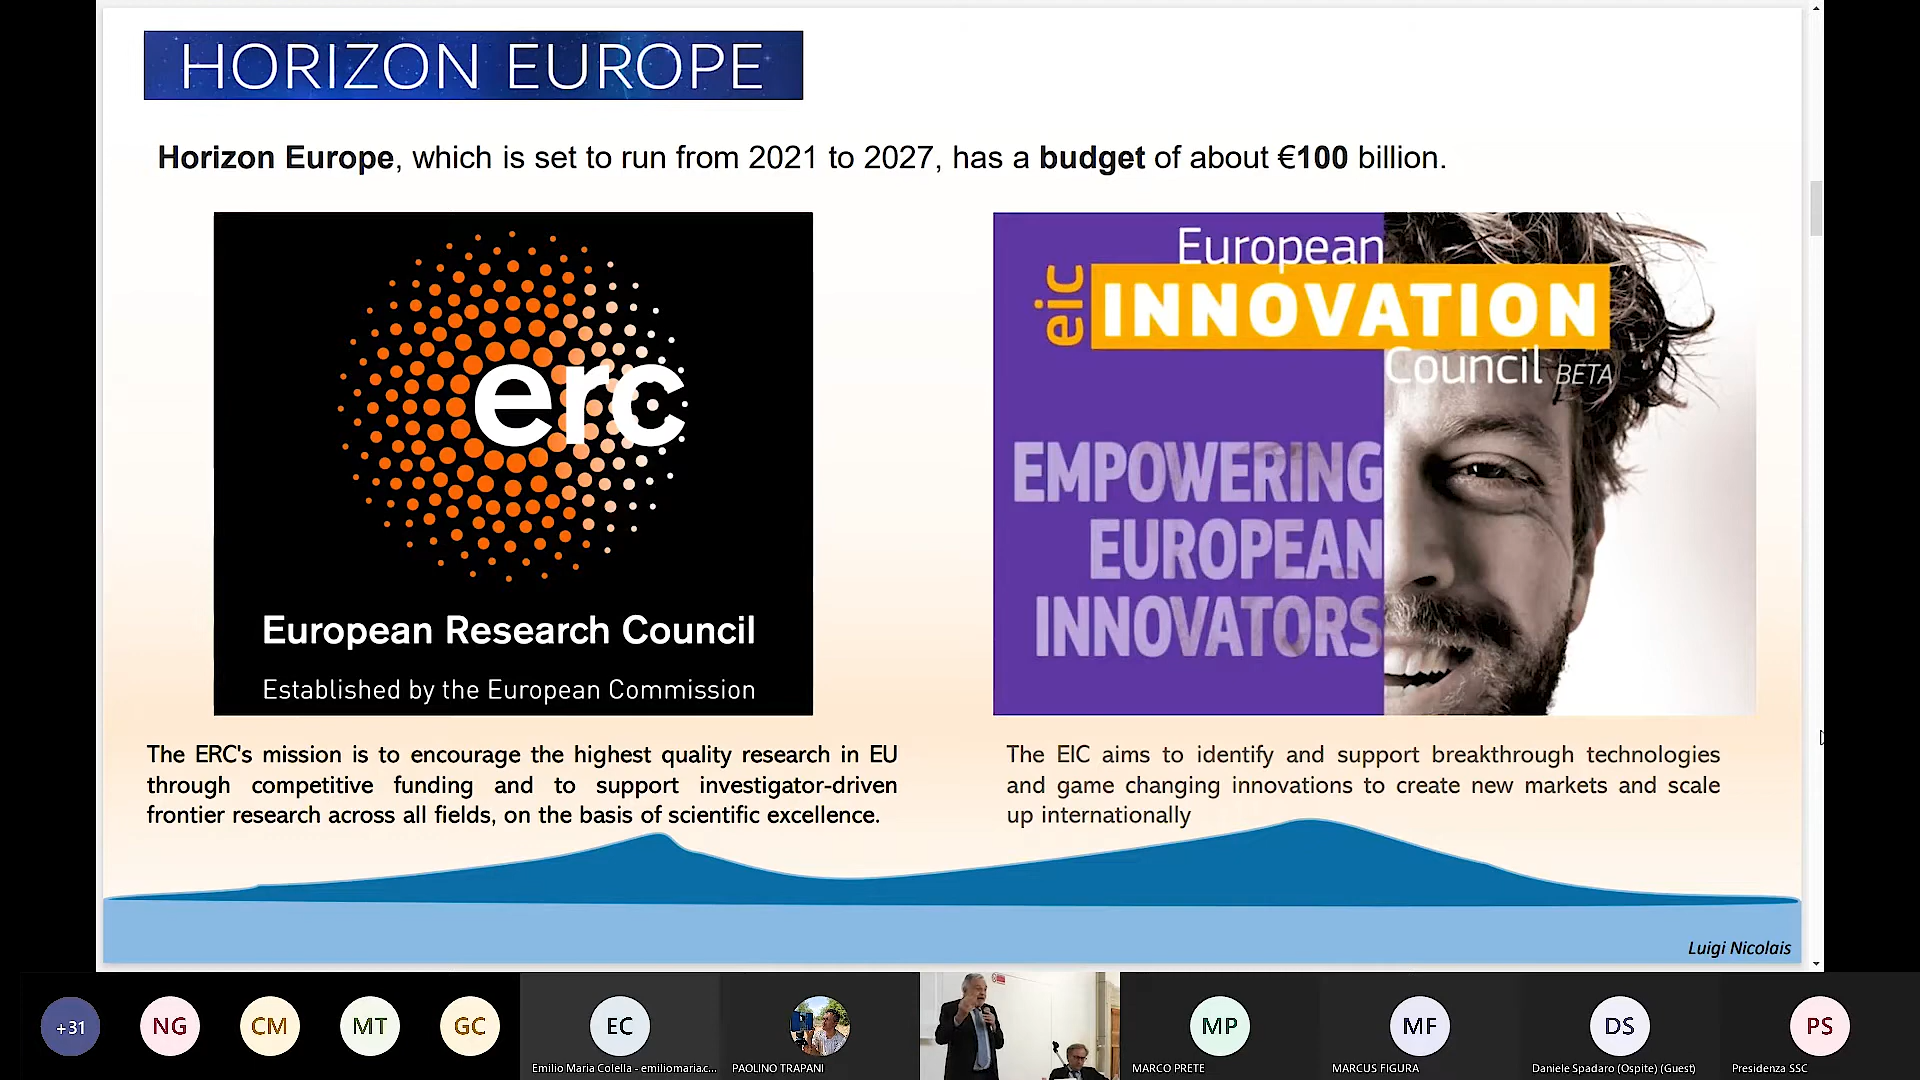 HORIZON EUROPE
Horizon Europe, which is set to run from 2021 to 2027, has a budget of about €100 billion.
erc
European Research Council
Established by the European Commission
European
eic
INNOVATION
Council BETA
EMPOWERING
EUROPEAN
INNOVATORS
The ERC's mission is to encourage the highest quality research in EU
through competitive funding and to support investigator-driven
frontier research across all fields, on the basis of scientific excellence.
The EIC aims to identify and support breakthrough technologies
and game changing innovations to create new markets and scale
up internationally
Luigi Nicolais
+31
NG
CM
MT
GC
EC
Emilio Maria Colella - emiliomaria.c...
PAOLINO TRAPANI
MP
MARCO PRETE
MF
MARCUS FIGURA
DS
Daniele Spadaro (Ospite) (Guest)
PS
Presidenza SSC